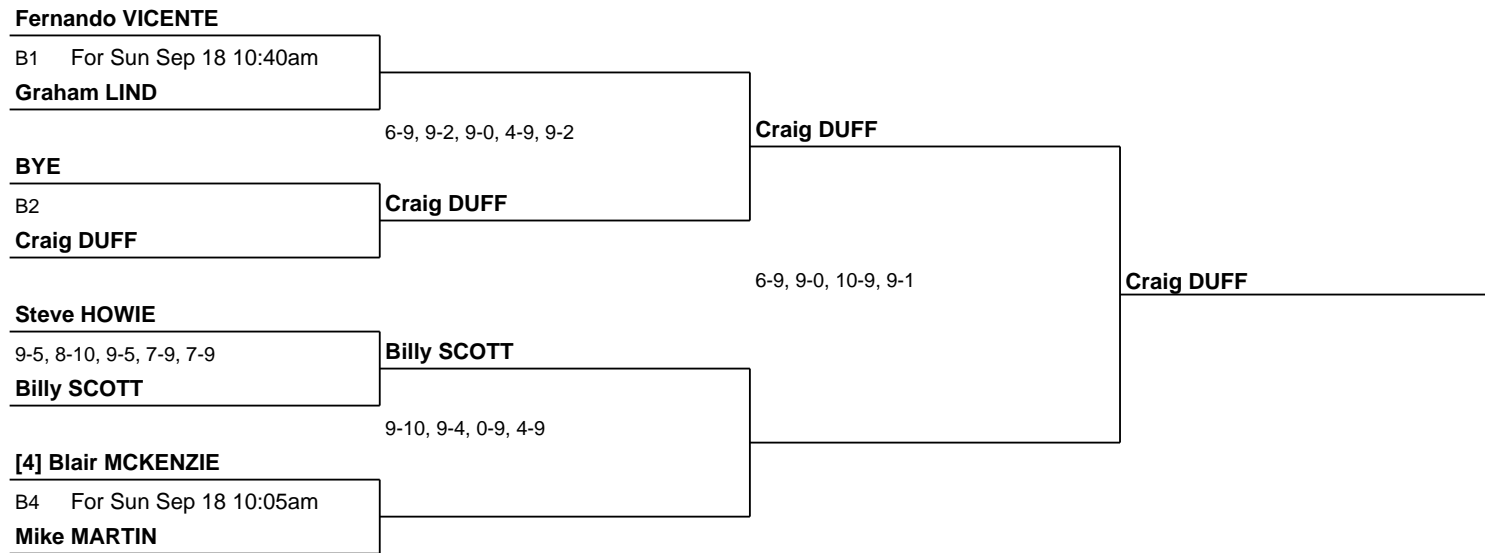 Fernando VICENTE
B1 For Sun Sep 18 10:40am
Graham LIND
6-9, 9-2, 9-0, 4-9, 9-2
Craig DUFF
BYE
B2
Craig DUFF
Craig DUFF
6-9, 9-0, 10-9, 9-1
Craig DUFF
Steve HOWIE
9-5, 8-10, 9-5, 7-9, 7-9
Billy SCOTT
Billy SCOTT
9-10, 9-4, 0-9, 4-9
[4] Blair MCKENZIE
B4 For Sun Sep 18 10:05am
Mike MARTIN